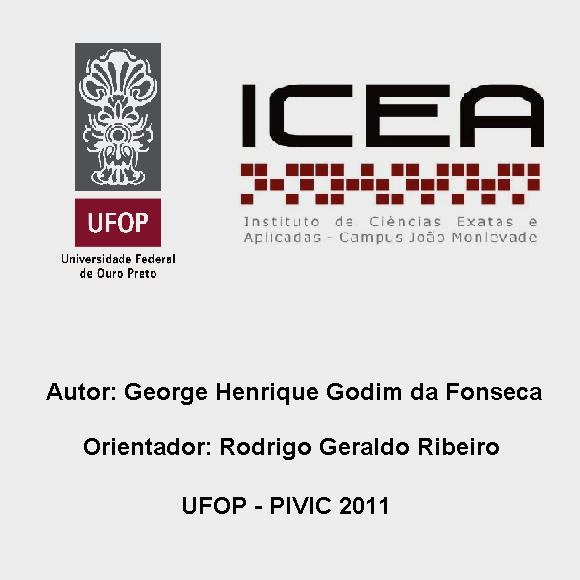 UFOP
Universidade Federal
de Ouro Preto
ICEA
Instituto de Ciências Exatas e
Aplicadas - Campus João Monlevade
Autor: George Henrique Godim da Fonseca
Orientador: Rodrigo Geraldo Ribeiro
UFOP - PIVIC 2011